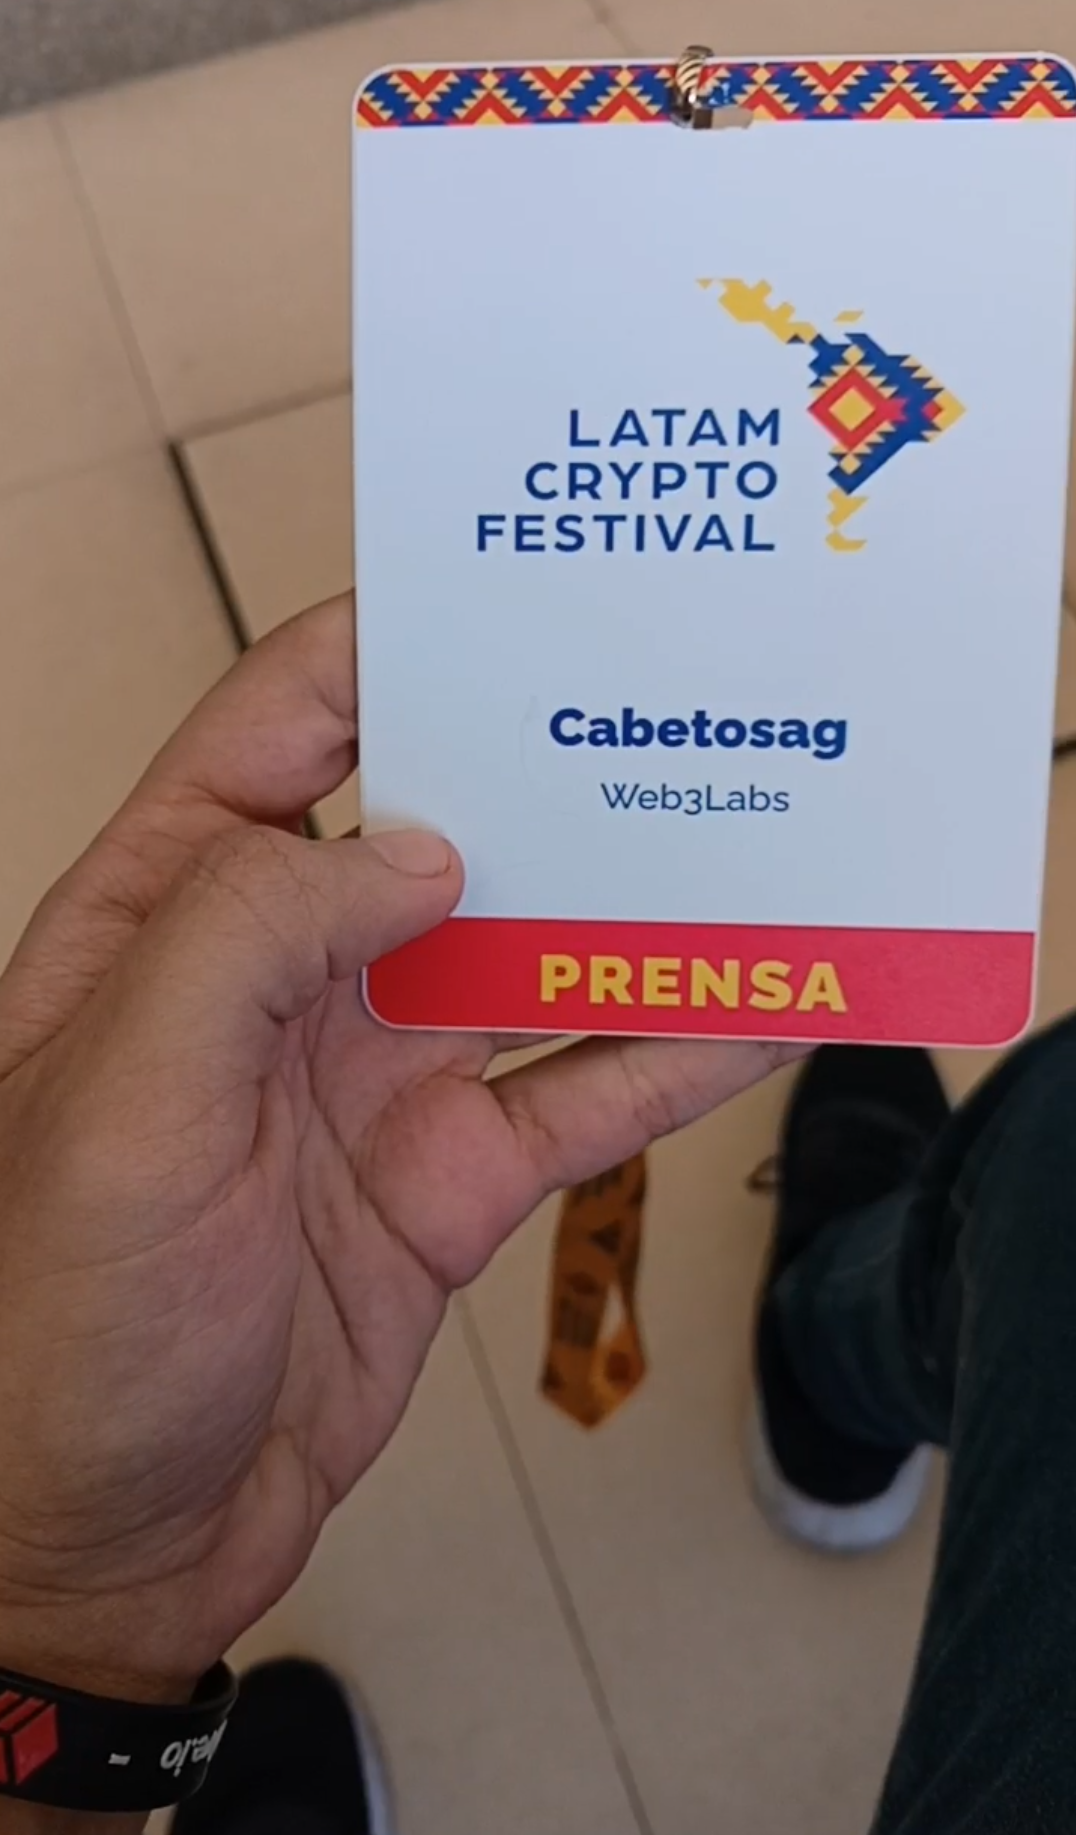 LATAM
CRYPTO
FESTIVAL
Cabetosag
Web3Labs
PRENSA